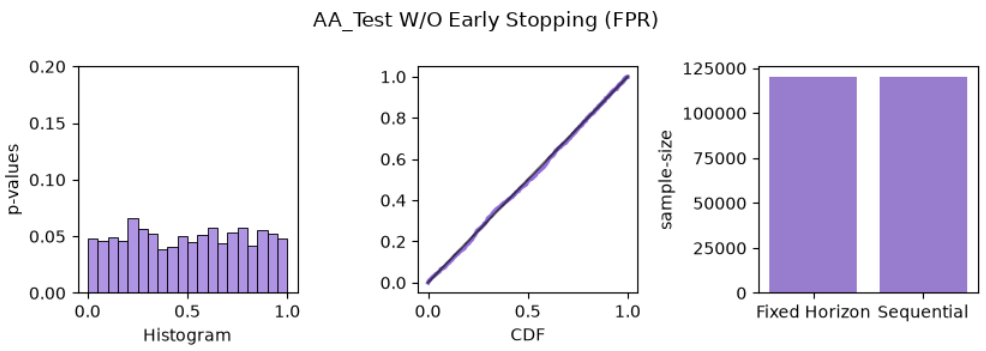 AA_Test W/O Early Stopping (FPR)
p-values
0.20
0.15
0.10
0.05
0.00
0.0 0.5 1.0
Histogram
1.0
0.8
0.6
0.4
0.2
0.0
0.0 0.5 1.0
CDF
sample-size
125000
100000
75000
50000
25000
0
Fixed Horizon Sequential